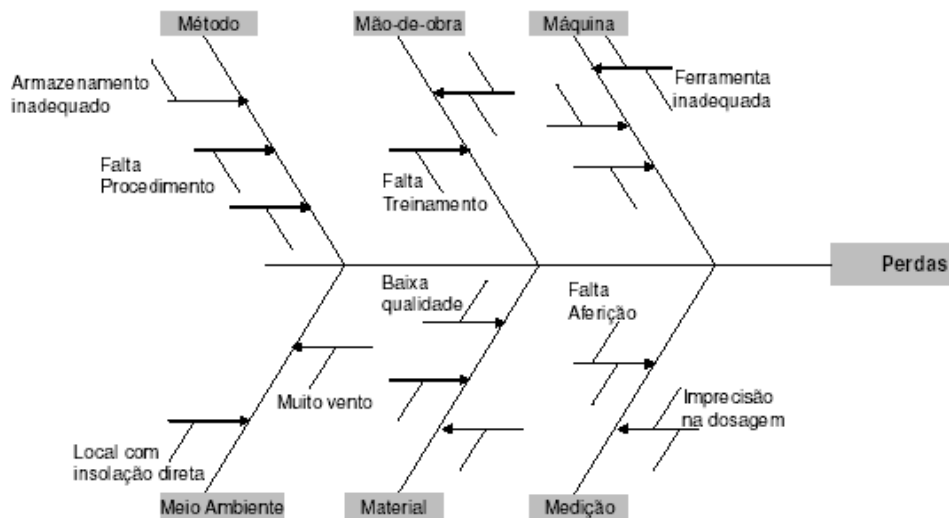 Método
Mão-de-obra
Máquina
Armazenamento
inadequado
Ferramenta
inadequada
Falta
Procedimento
Falta
Treinamento
Perdas
Baixa
qualidade
Falta
Aferição
Muito vento
Imprecisão
na dosagem
Local com
insolação direta
Meio Ambiente
Material
Medição